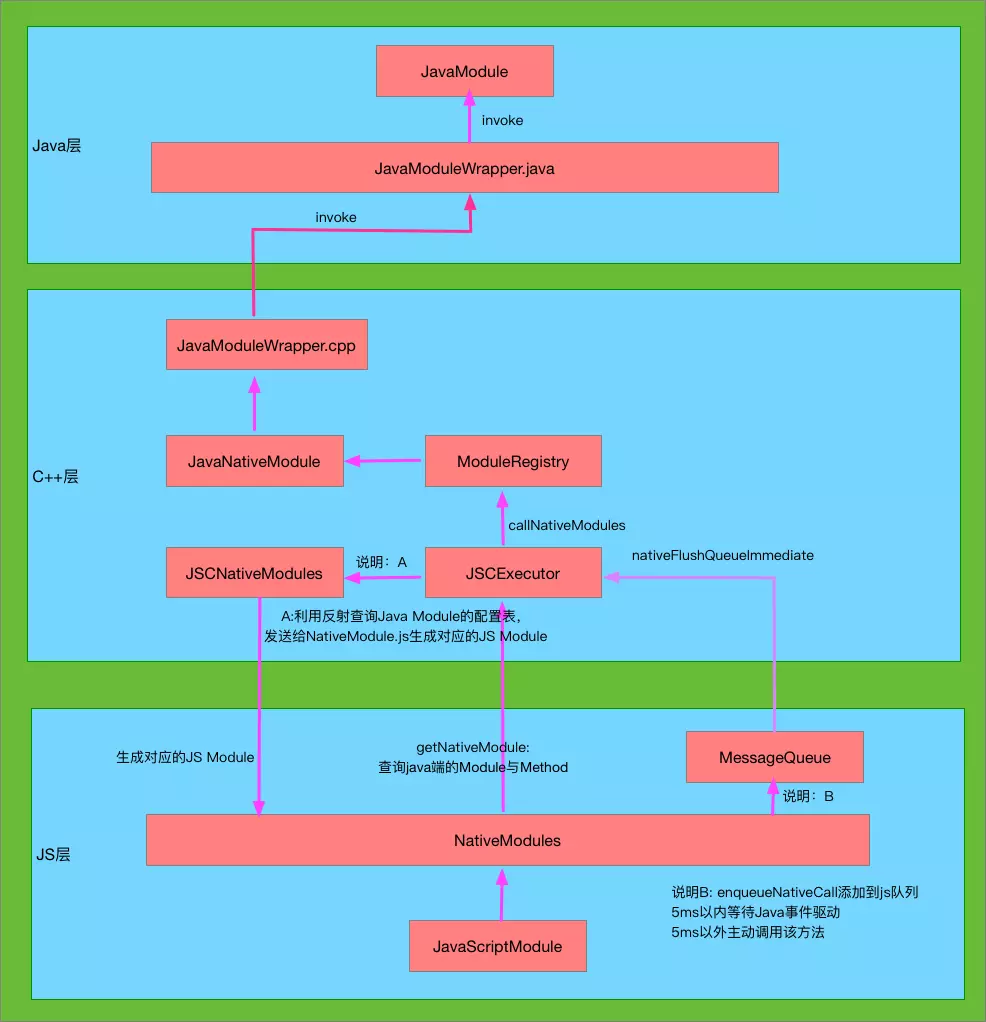 JavaModule
invoke
Java层
JavaModuleWrapper.java
invoke
JavaModuleWrapper.cpp
JavaNativeModule
ModuleRegistry
C++层
callNativeModules
nativeFlushQueueImmediate
说明：A
JSCNativeModules
JSCExecutor
A:利用反射查询Java Module的配置表，
发送给NativeModule.js生成对应的JS Module
getNativeModule:
查询java端的Module与Method
生成对应的JS Module
MessageQueue
说明：B
NativeModules
JS层
说明B: enqueueNativeCall添加到js队列
5ms以内等待Java事件驱动
5ms以外主动调用该方法
JavaScriptModule